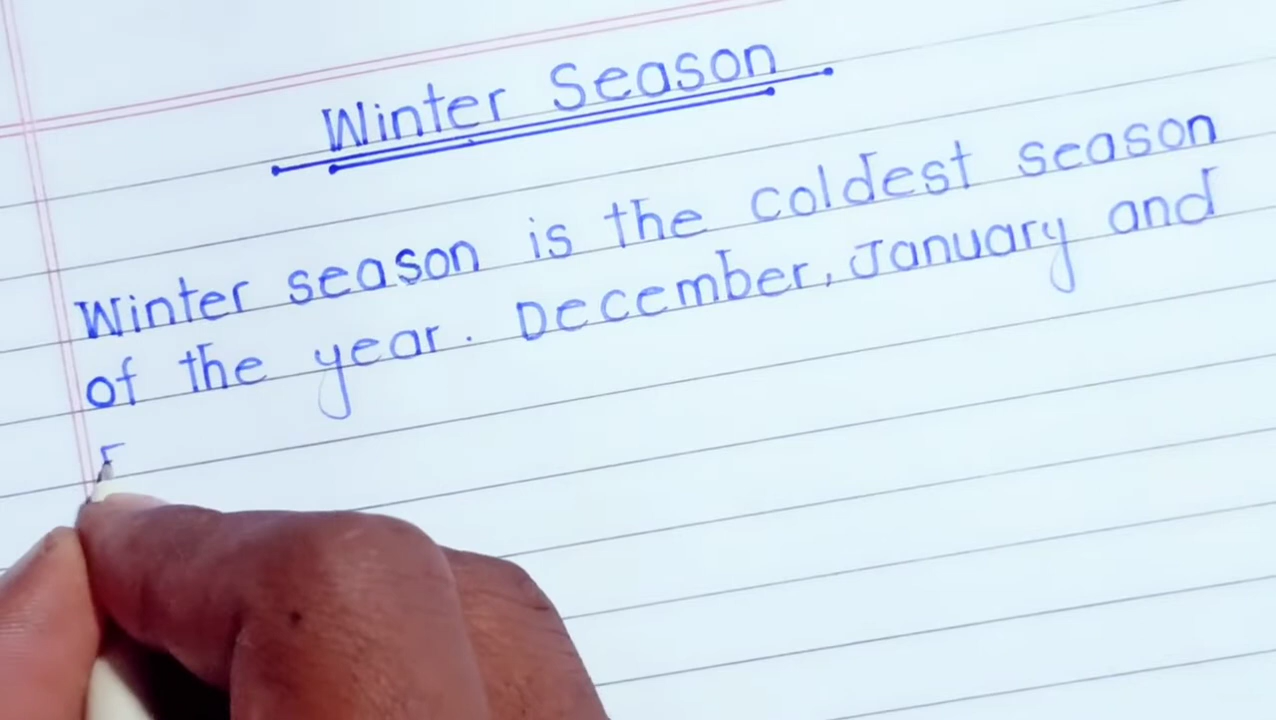 Winter Season
Winter season is the coldest season
of the year. December, January and